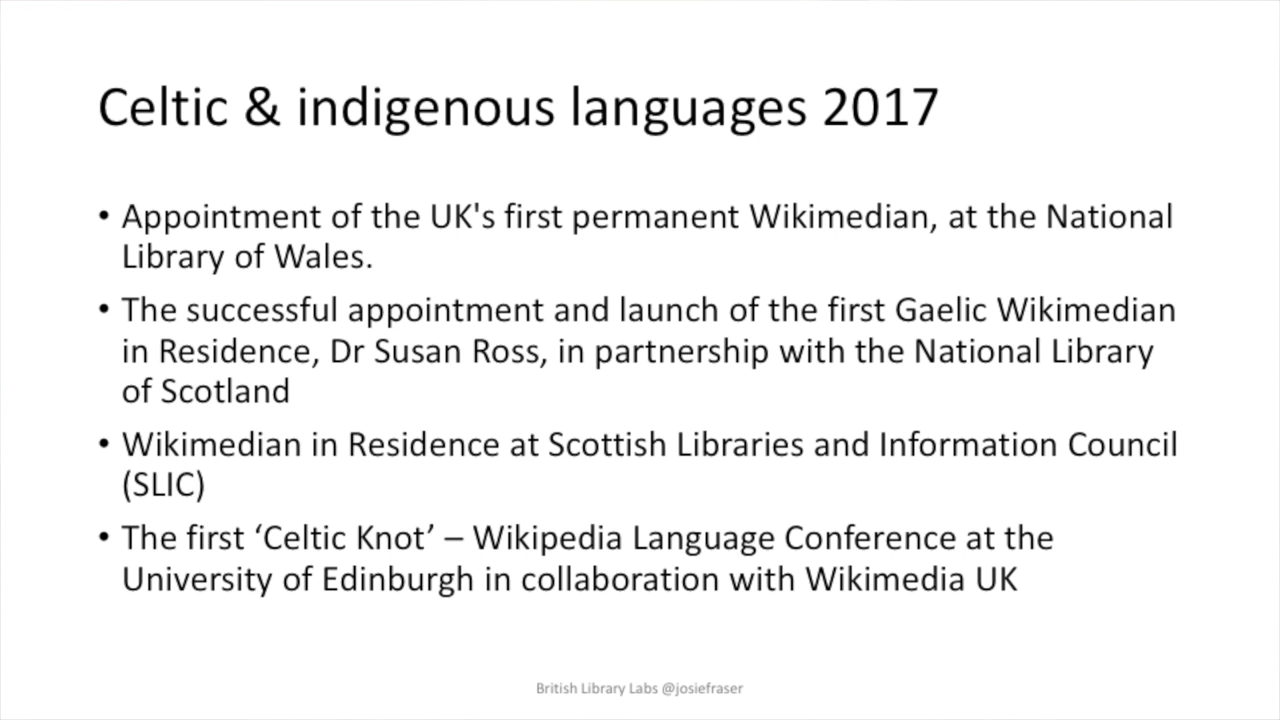 Celtic & indigenous languages 2017
• Appointment of the UK's first permanent Wikimedian, at the National
Library of Wales.
• The successful appointment and launch of the first Gaelic Wikimedian
in Residence, Dr Susan Ross, in partnership with the National Library
of Scotland
• Wikimedian in Residence at Scottish Libraries and Information Council
(SLIC)
• The first ‘Celtic Knot’ – Wikipedia Language Conference at the
University of Edinburgh in collaboration with Wikimedia UK
British Library Labs @josiefraser